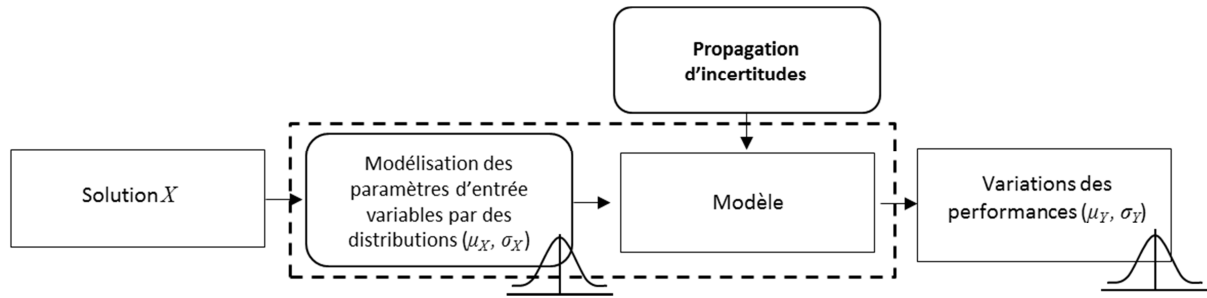 Propagation
d'incertitudes
Solution X
Modélisation des
paramètres d'entrée
variables par des
distributions (μX, σX)
Modèle
Variations des
performances (μY, σY)